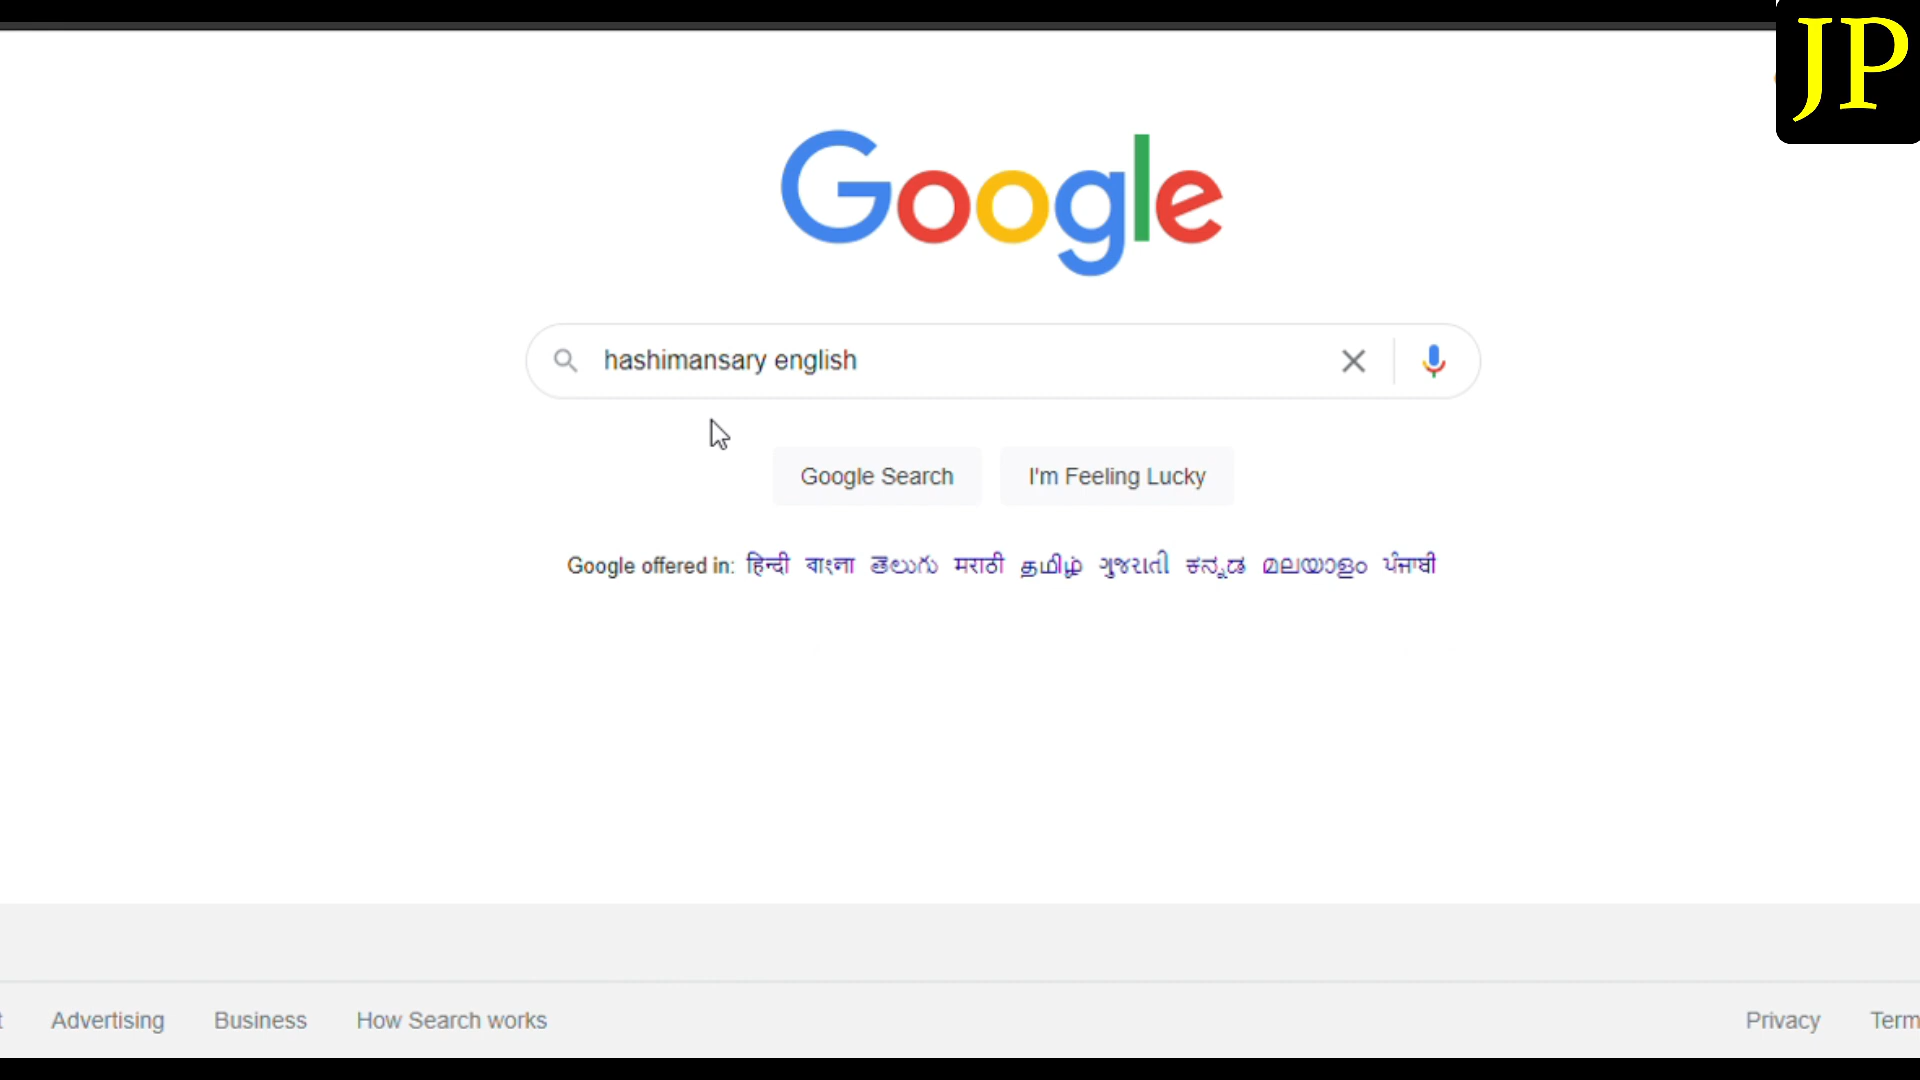 JP
Google
hashimansary english
Google Search I'm Feeling Lucky
Google offered in: हिन्दी বাংলা తెలుగు मराठी தமிழ் ગુજરાતી ಕನ್ನಡ മലയാളം ਪੰਜਾਬੀ
t Advertising Business How Search works Privacy Term